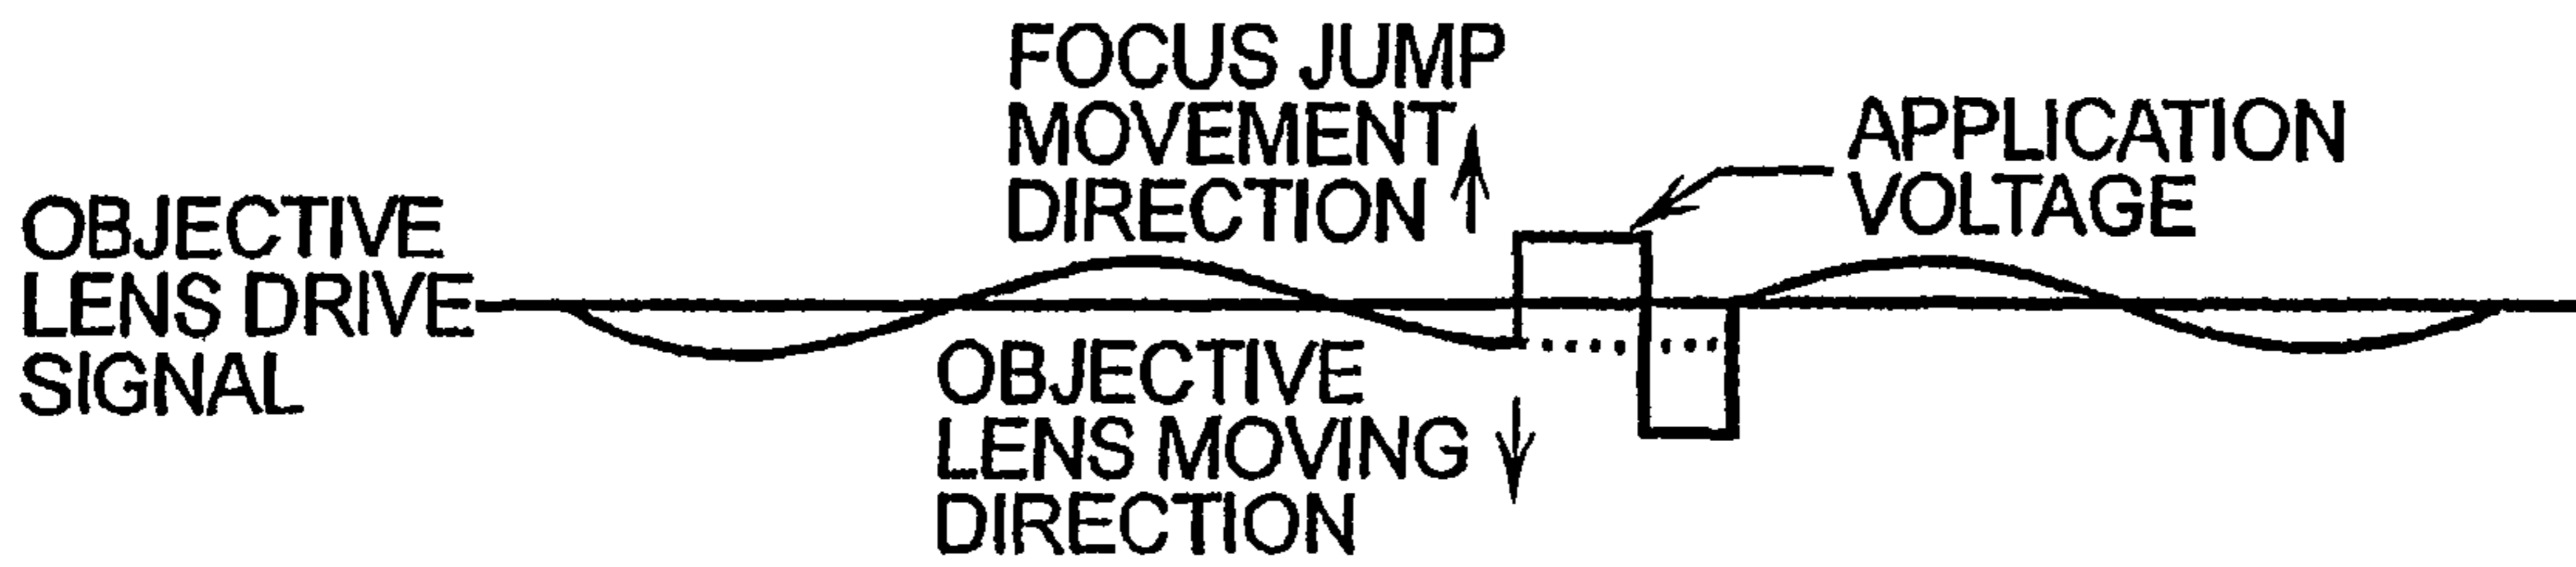 OBJECTIVE
LENS DRIVE
SIGNAL
FOCUS JUMP
MOVEMENT
DIRECTION
OBJECTIVE
LENS MOVING
DIRECTION
APPLICATION
VOLTAGE